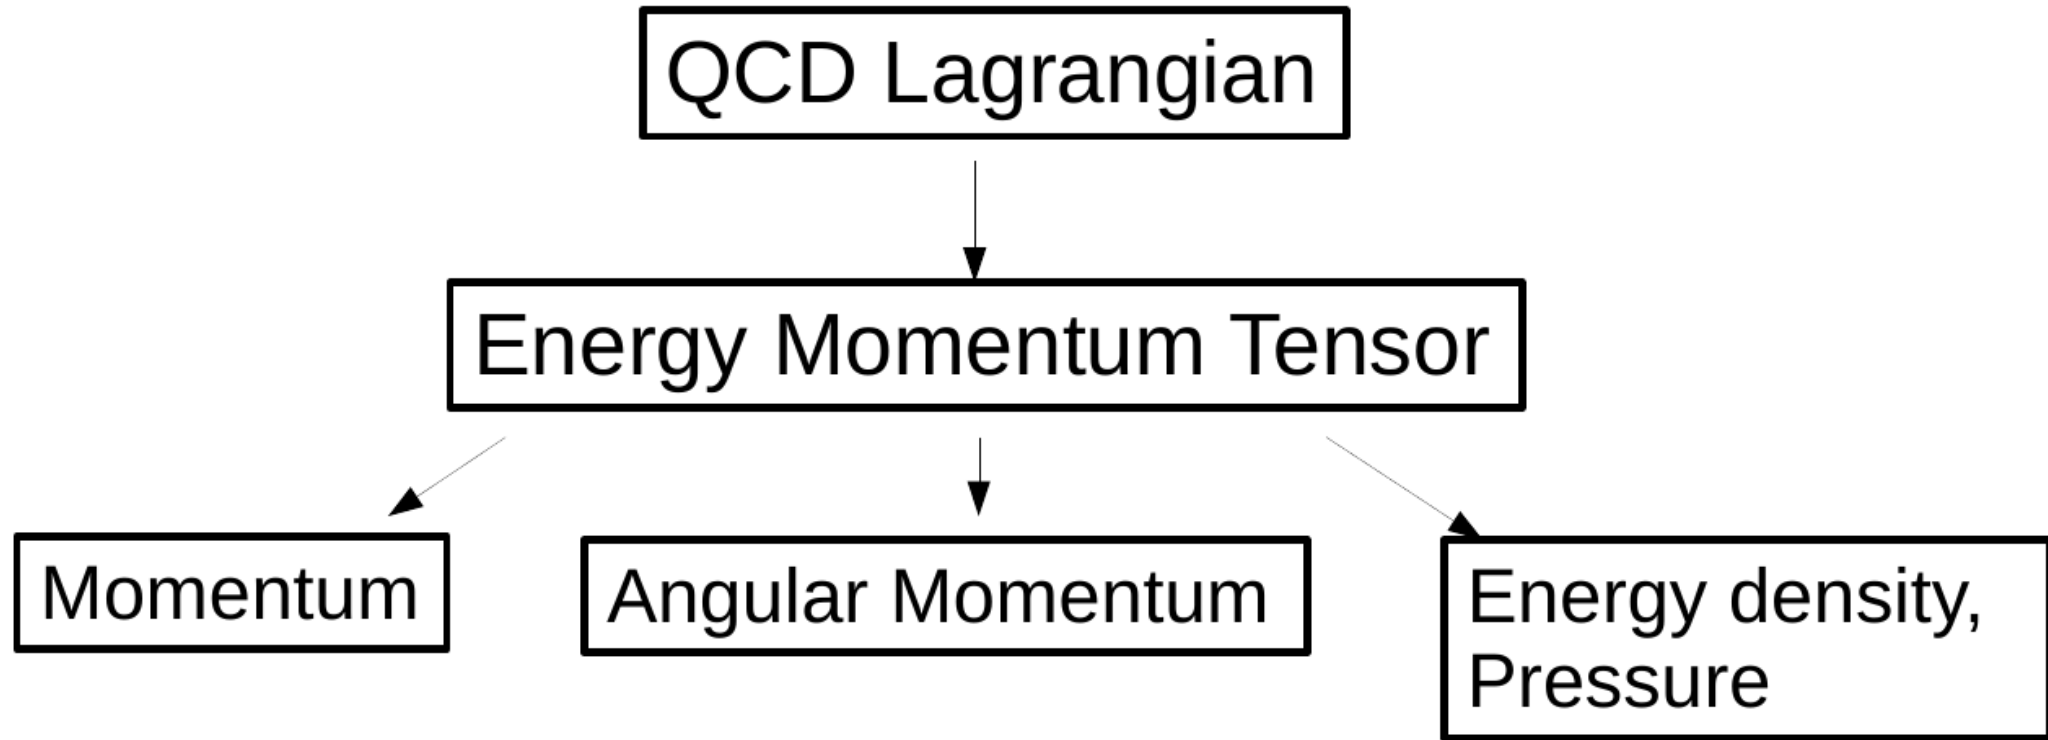 QCD Lagrangian
Energy Momentum Tensor
Momentum
Angular Momentum
Energy density,
Pressure